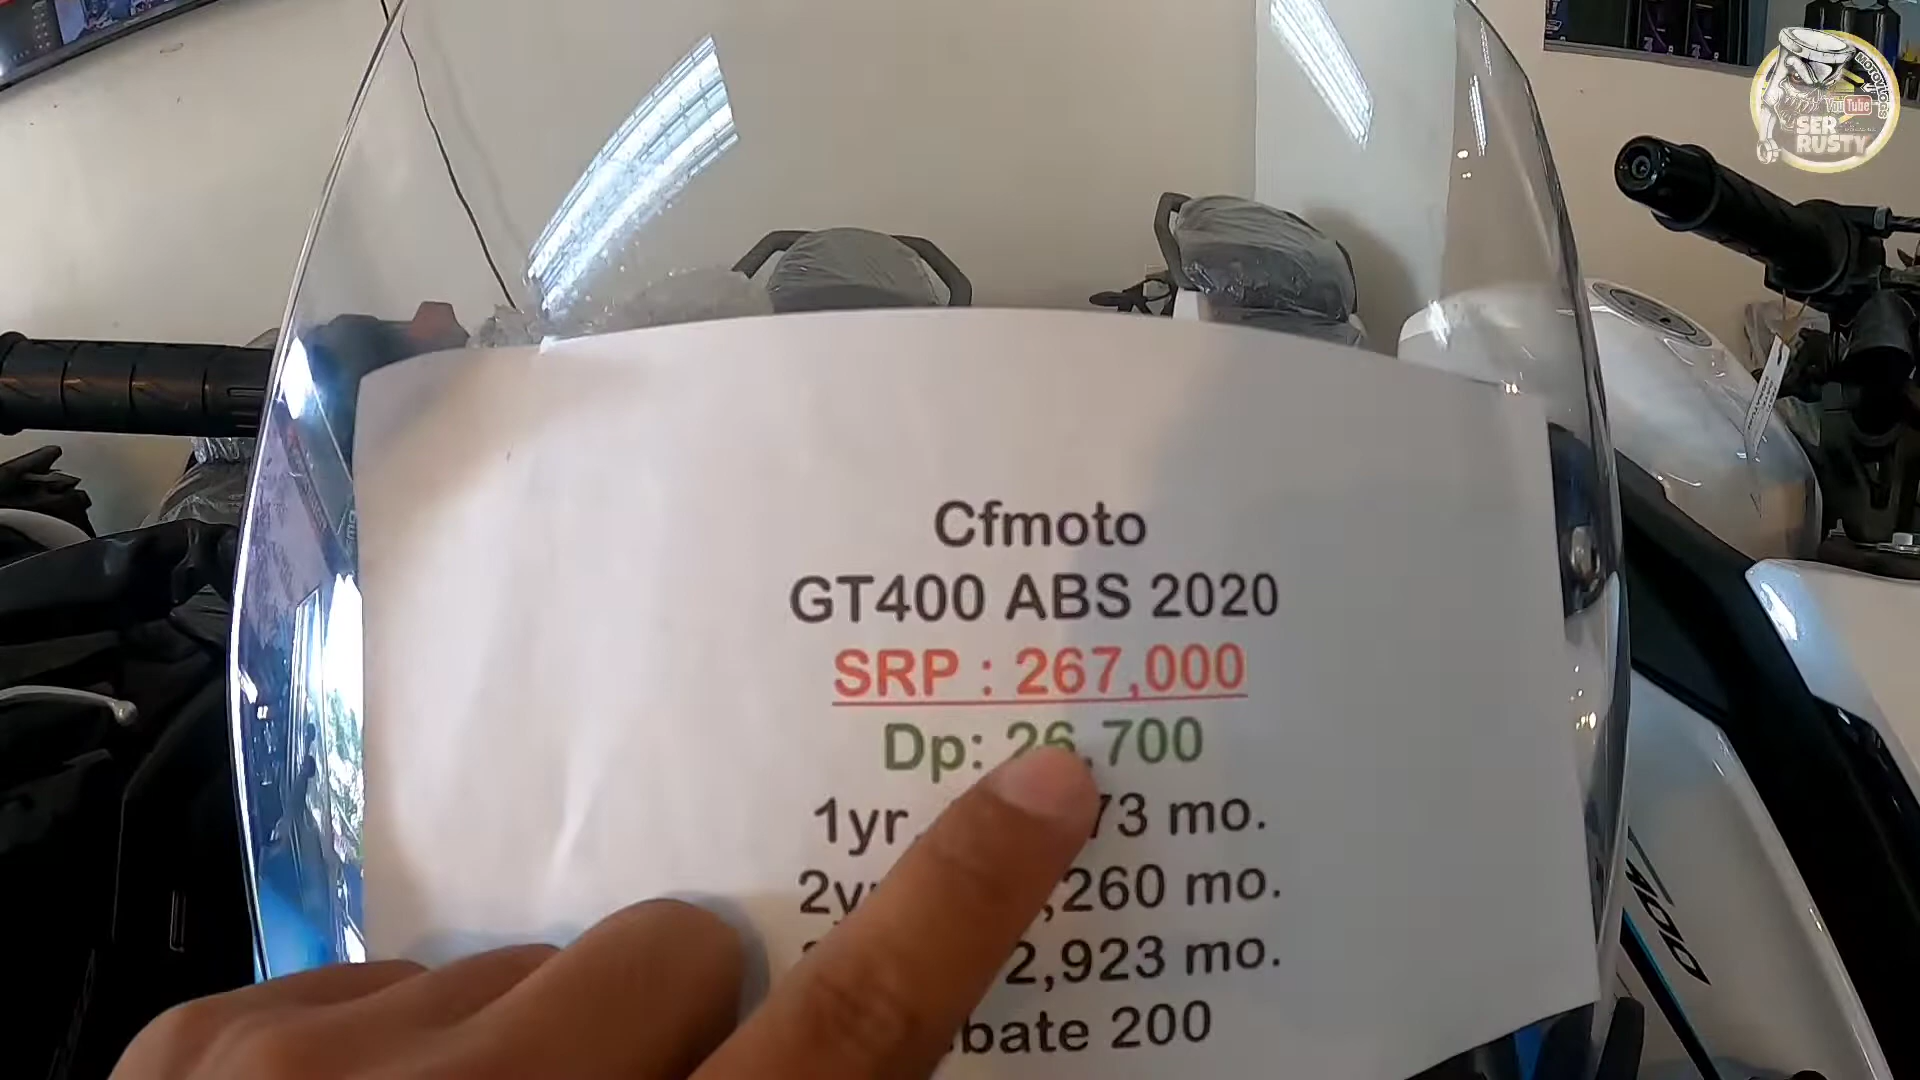 Cfmoto
GT400 ABS 2020
SRP : 267,000
Dp: 26,700
1yr. 73 mo.
,260 mo.
2,923 mo.
bate 200
YouTube
SER
RUSTY